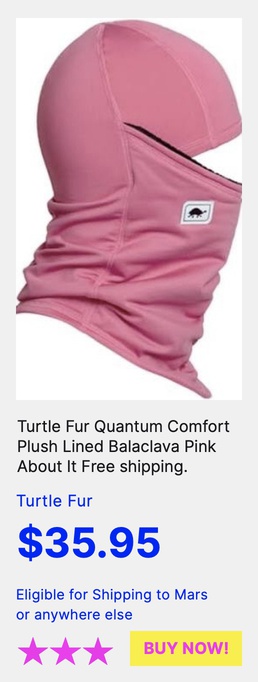 Turtle Fur Quantum Comfort
Plush Lined Balaclava Pink
About It Free shipping.
Turtle Fur
$35.95
Eligible for Shipping to Mars
or anywhere else
BUY NOW!